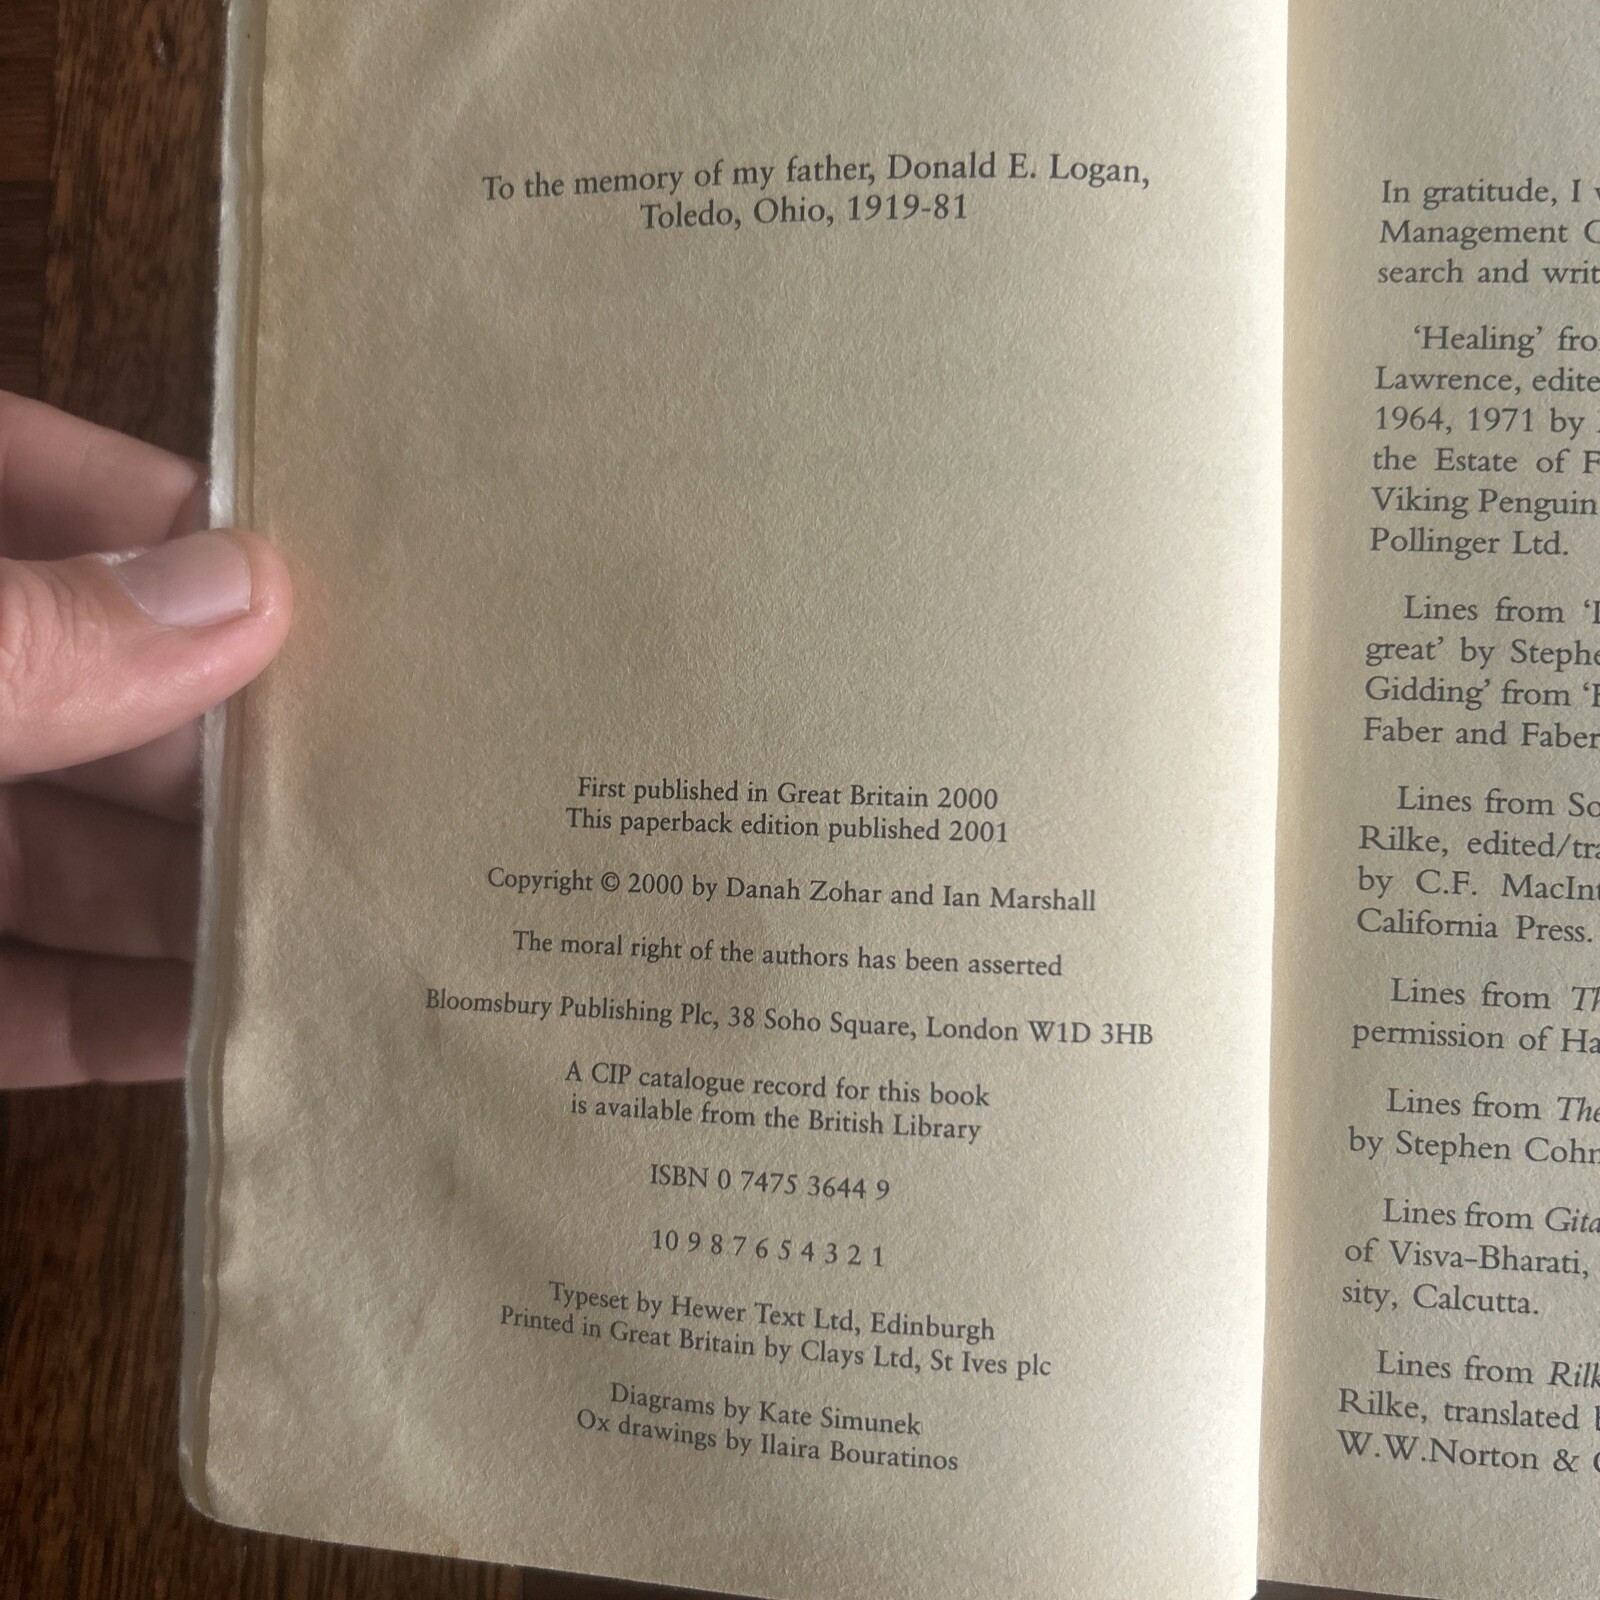 To the memory of my father, Donald E. Logan,
Toledo, Ohio, 1919-81
First published in Great Britain 2000
This paperback edition published 2001
Copyright © 2000 by Danah Zohar and Ian Marshall
The moral right of the authors has been asserted
Bloomsbury Publishing Plc, 38 Soho Square, London W1D 3HB
A CIP catalogue record for this book
is available from the British Library
ISBN 0 7475 3644 9
10 9 8 7 6 5 4 3 2 1
Typeset by Hewer Text Ltd, Edinburgh
Printed in Great Britain by Clays Ltd, St Ives plc
Diagrams by Kate Simunek
Ox drawings by Ilaira Bouratinos
In gratitude, I
Management
search and
'Healing'
Lawrence,
1964, 1971 by
the Estate of
Viking Penguin
Pollinger Ltd.
Lines from
great' by
Gidding' from
Faber and Faber
Lines from
Rilke,
by C.F.
California Press.
Lines from
permission of
Lines from
by Stephen
Lines from
of Visva-Bharati,
sity, Calcutta.
Lines from
Rilke, translated
W.W.Norton &